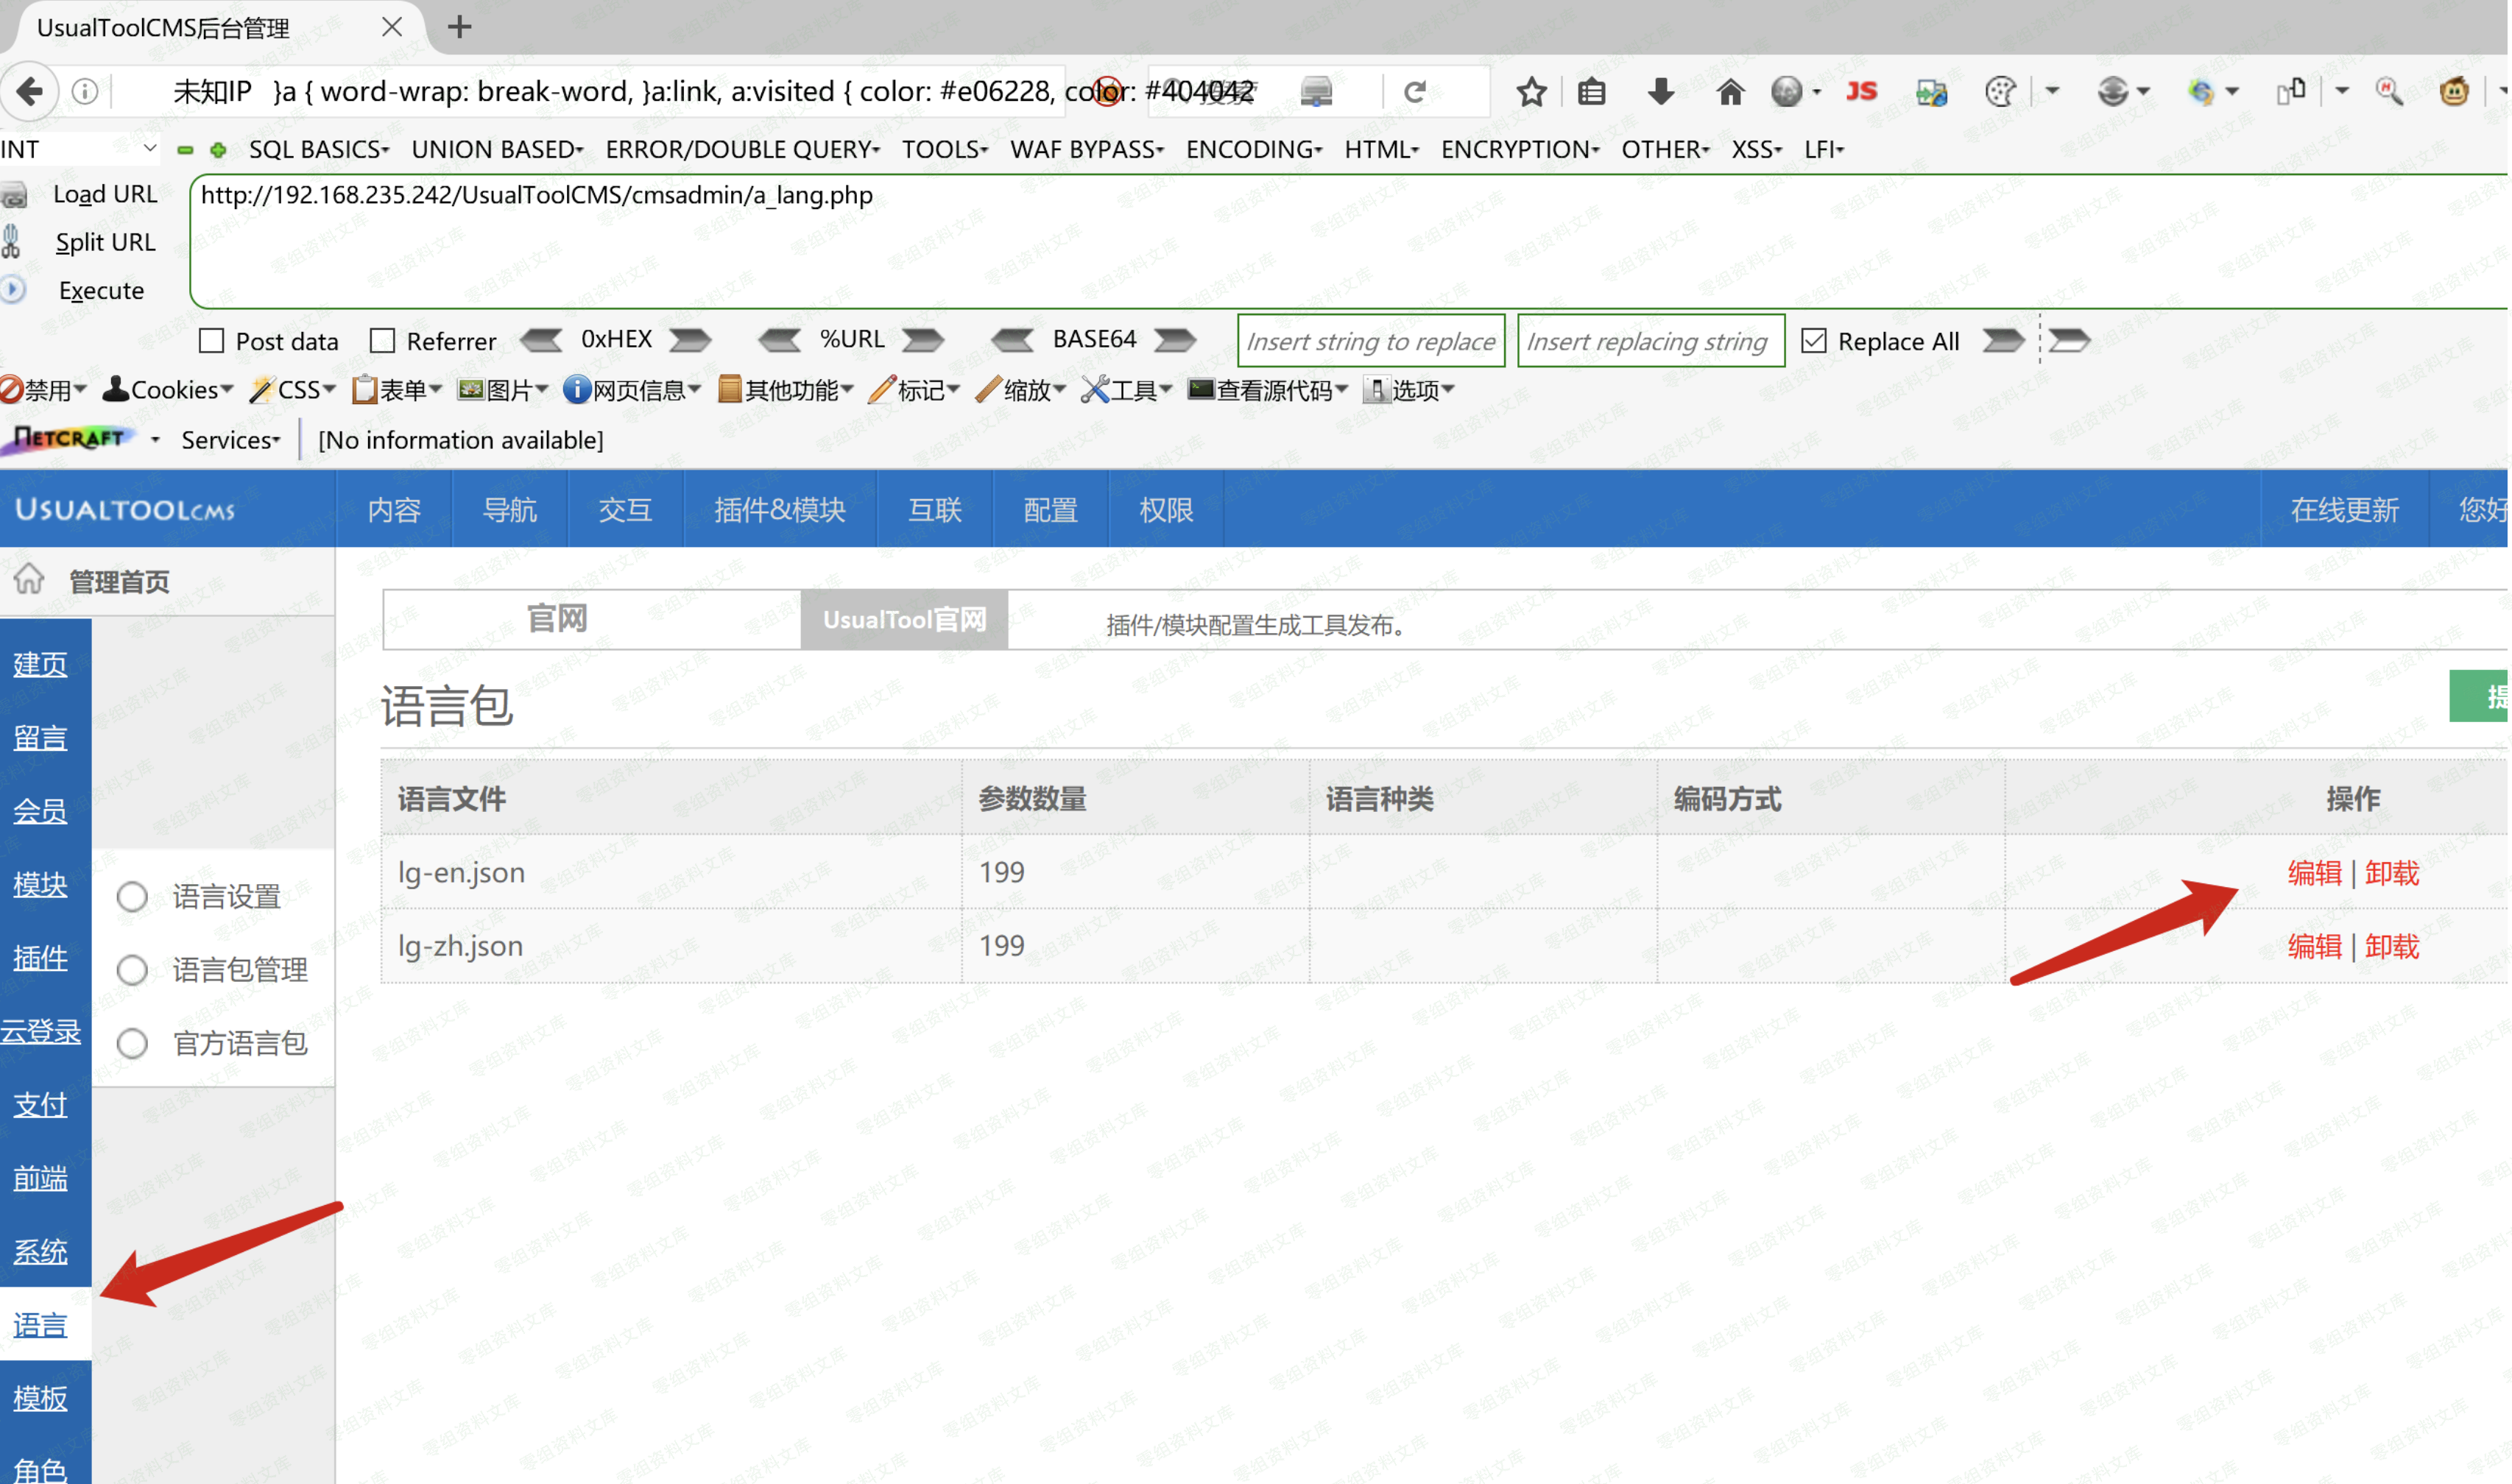 UsualToolCMS后台管理
未知IP }a { word-wrap: break-word, }a:link, a:visited { color: #e06228, color: #404042
JS
INT SQL BASICS UNION BASED ERROR/DOUBLE QUERY TOOLS WAF BYPASS ENCODING HTML ENCRYPTION OTHER XSS LFI
Load URL http://192.168.235.242/UsualToolCMS/cmsadmin/a_lang.php
Split URL
Execute
Post data Referrer 0xHEX %URL BASE64 Insert string to replace Insert replacing string Replace All
禁用 Cookies CSS 表单 图片 网页信息 其他功能 标记 缩放 工具 查看源代码 选项
NETCRAFT Services [No information available]
USUALTOOLCMS 内容 导航 交互 插件&模块 互联 配置 权限 在线更新 您好
管理首页
官网 UsualTool官网 插件/模块配置生成工具发布。
建页
语言包 提
留言
语言文件 参数数量 语言种类 编码方式 操作
会员
lg-en.json 199 编辑 | 卸载
模块 语言设置
lg-zh.json 199 编辑 | 卸载
插件 语言包管理
云登录 官方语言包
支付
前端
系统
语言
模板
角色
零组资料文库